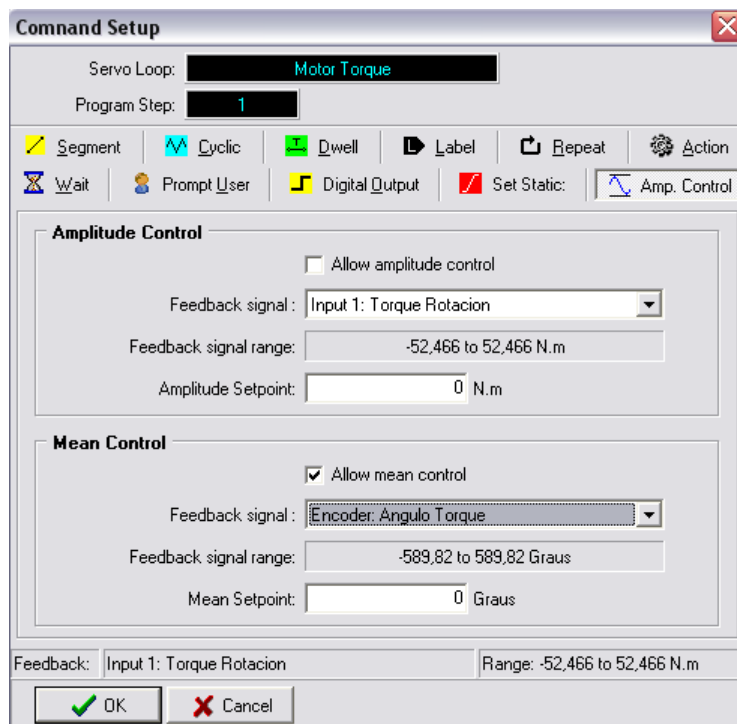 Comnand Setup
Servo Loop: Motor Torque
Program Step: 1
Segment Cyclic Dwell Label Repeat Action
Wait Prompt User Digital Output Set Static: Amp. Control
Amplitude Control
Allow amplitude control
Feedback signal : Input 1: Torque Rotacion
Feedback signal range: -52,466 to 52,466 N.m
Amplitude Setpoint: 0 N.m
Mean Control
Allow mean control
Feedback signal : Encoder: Angulo Torque
Feedback signal range: -589,82 to 589,82 Graus
Mean Setpoint: 0 Graus
Feedback: Input 1: Torque Rotacion Range: -52,466 to 52,466 N.m
OK Cancel